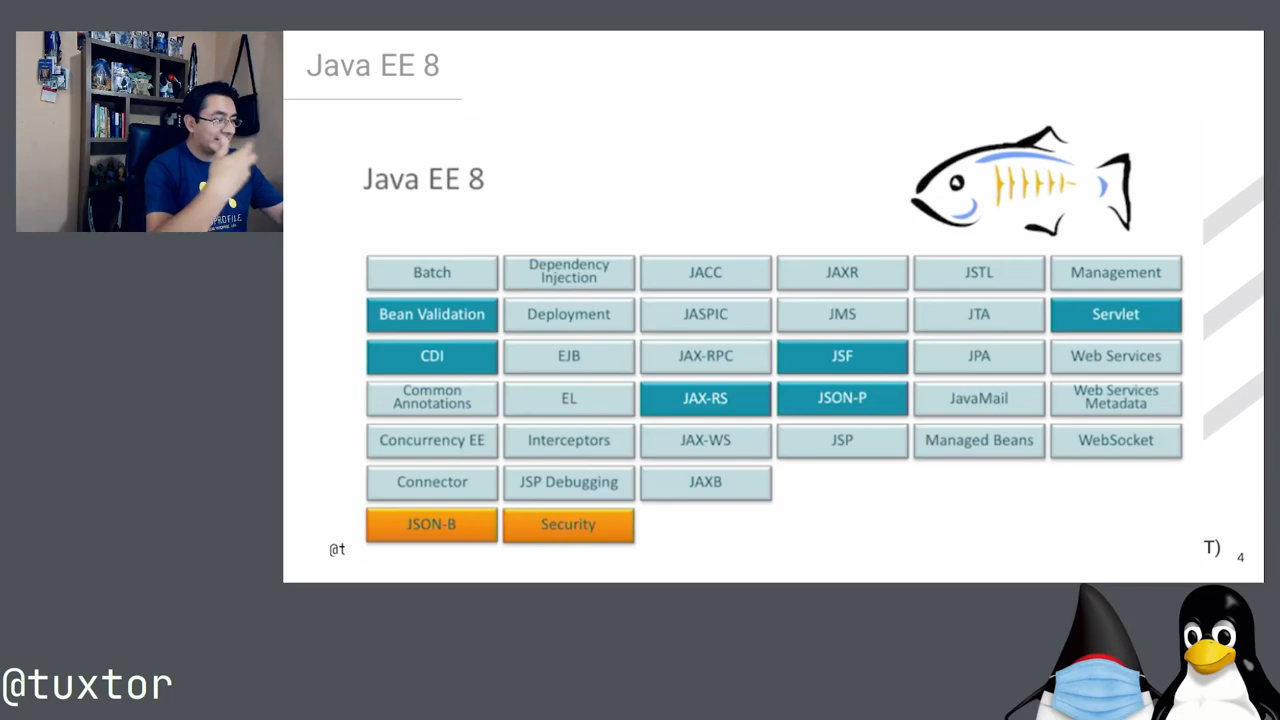 Java EE 8
Java EE 8
Batch
Dependency
Injection
JACC
JAXR
JSTL
Management
Bean Validation
Deployment
JASPIC
JMS
JTA
Servlet
CDI
EJB
JAX-RPC
JSF
JPA
Web Services
Common
Annotations
EL
JAX-RS
JSON-P
JavaMail
Web Services
Metadata
Concurrency EE
Interceptors
JAX-WS
JSP
Managed Beans
WebSocket
Connector
JSP Debugging
JAXB
JSON-B
Security
@t
T)
4
PROFILE
@tuxtor